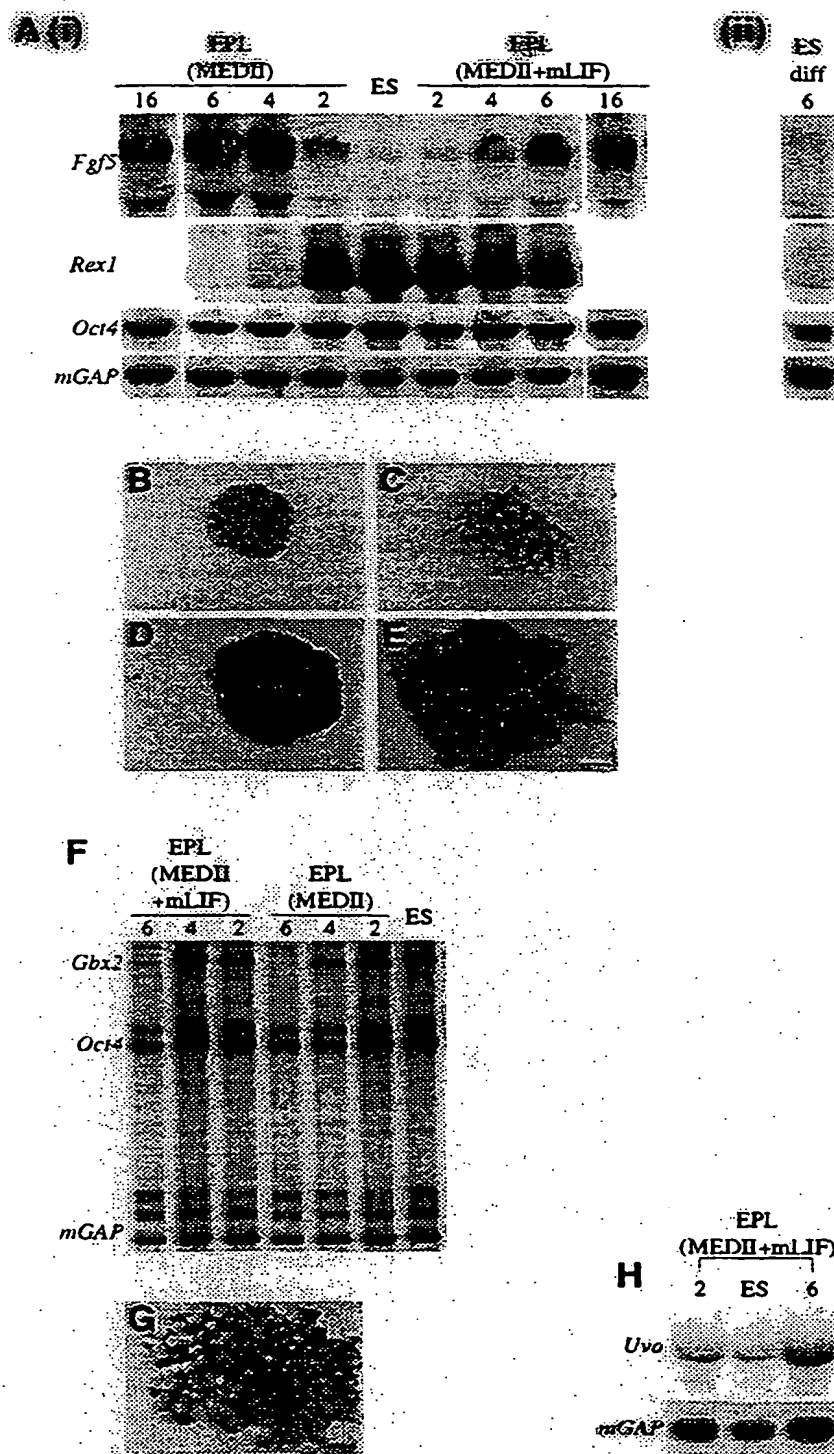 A (i)
EPL
(MEDII)
ES
EPL
(MEDII+mLIF)
(ii)
ES
diff
16 6 4 2 2 4 6 16 6
Fgf5
Rex1
Oct4
mGAP
B
C
D
E
F
EPL
(MEDII
+mLIF)
EPL
(MEDII)
ES
6 4 2 6 4 2
Gbx2
Oct4
mGAP
G
H
EPL
(MEDII+mLIF)
2 ES 6
Uvo
mGAP